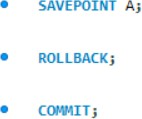 SAVEPOINT A;
ROLLBACK;
COMMIT;